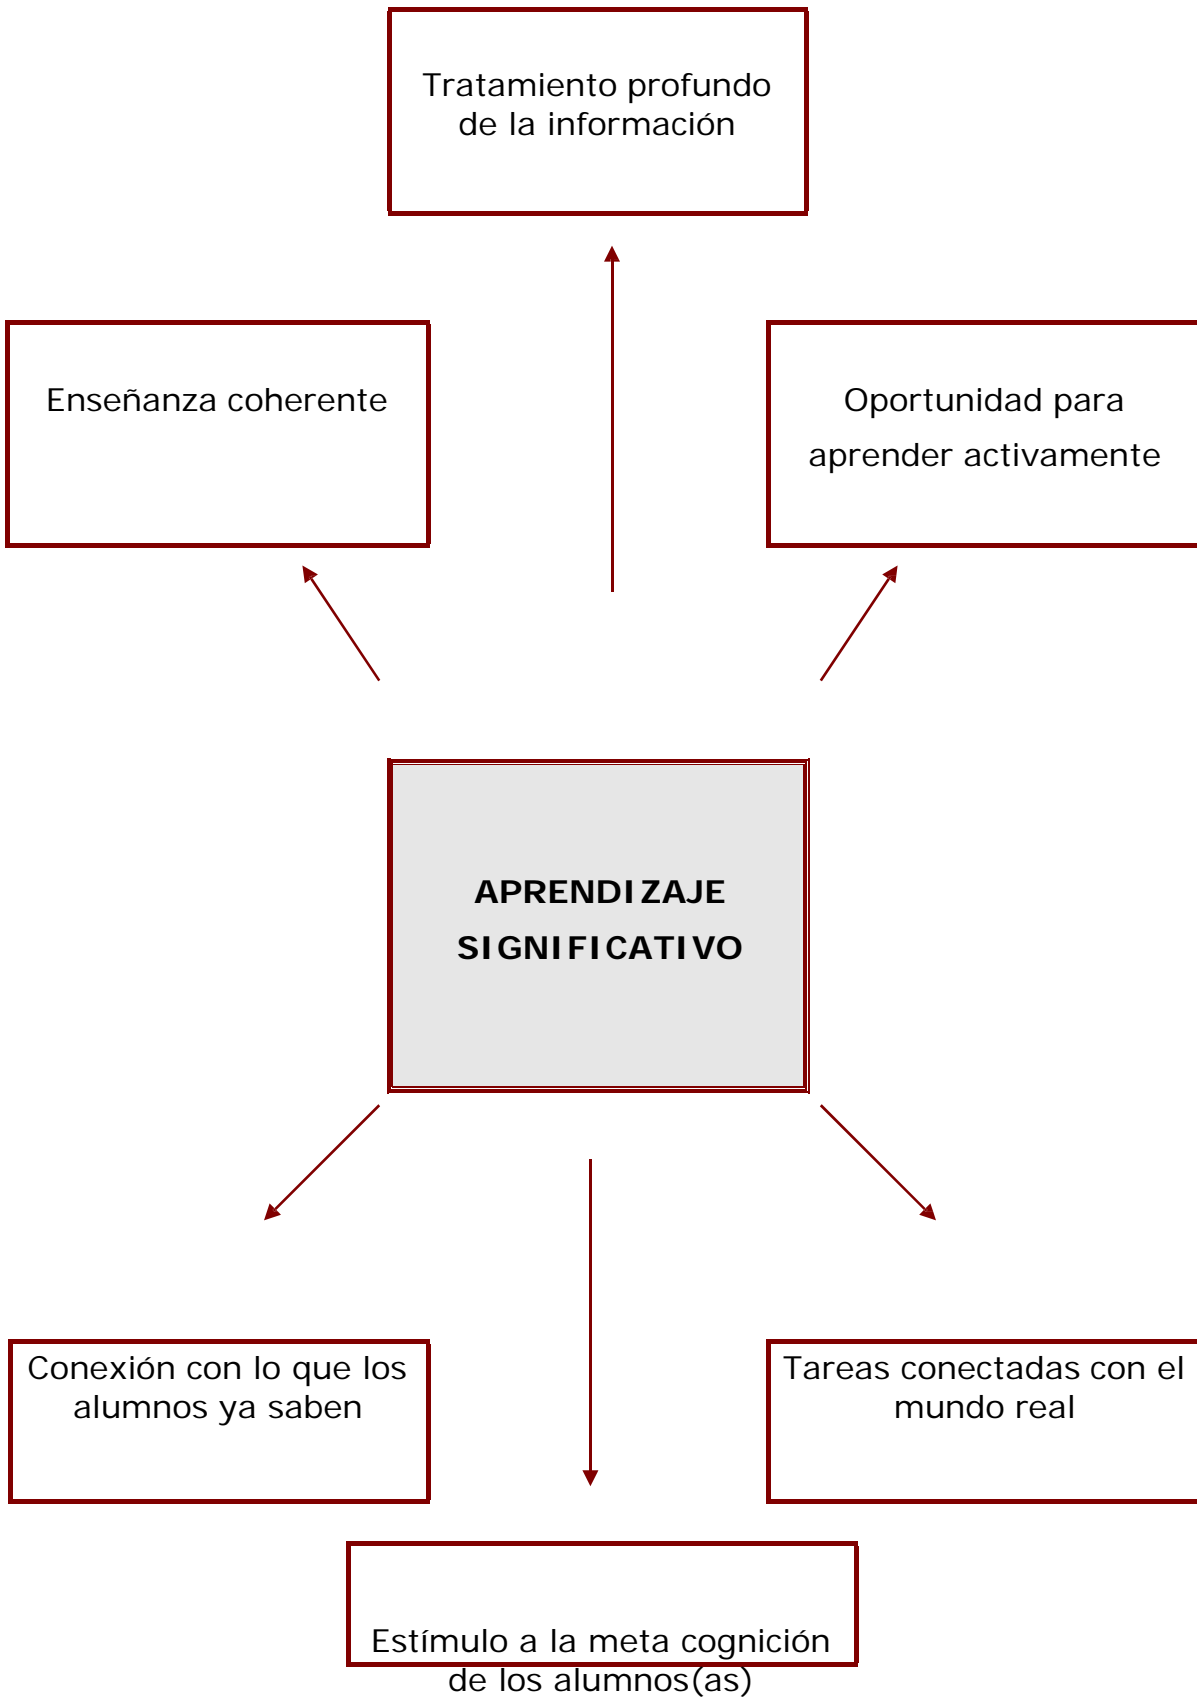 Tratamiento profundo
de la información
Enseñanza coherente
Oportunidad para
aprender activamente
APRENDIZAJE
SIGNIFICATIVO
Conexión con lo que los
alumnos ya saben
Tareas conectadas con el
mundo real
Estímulo a la meta cognición
de los alumnos(as)